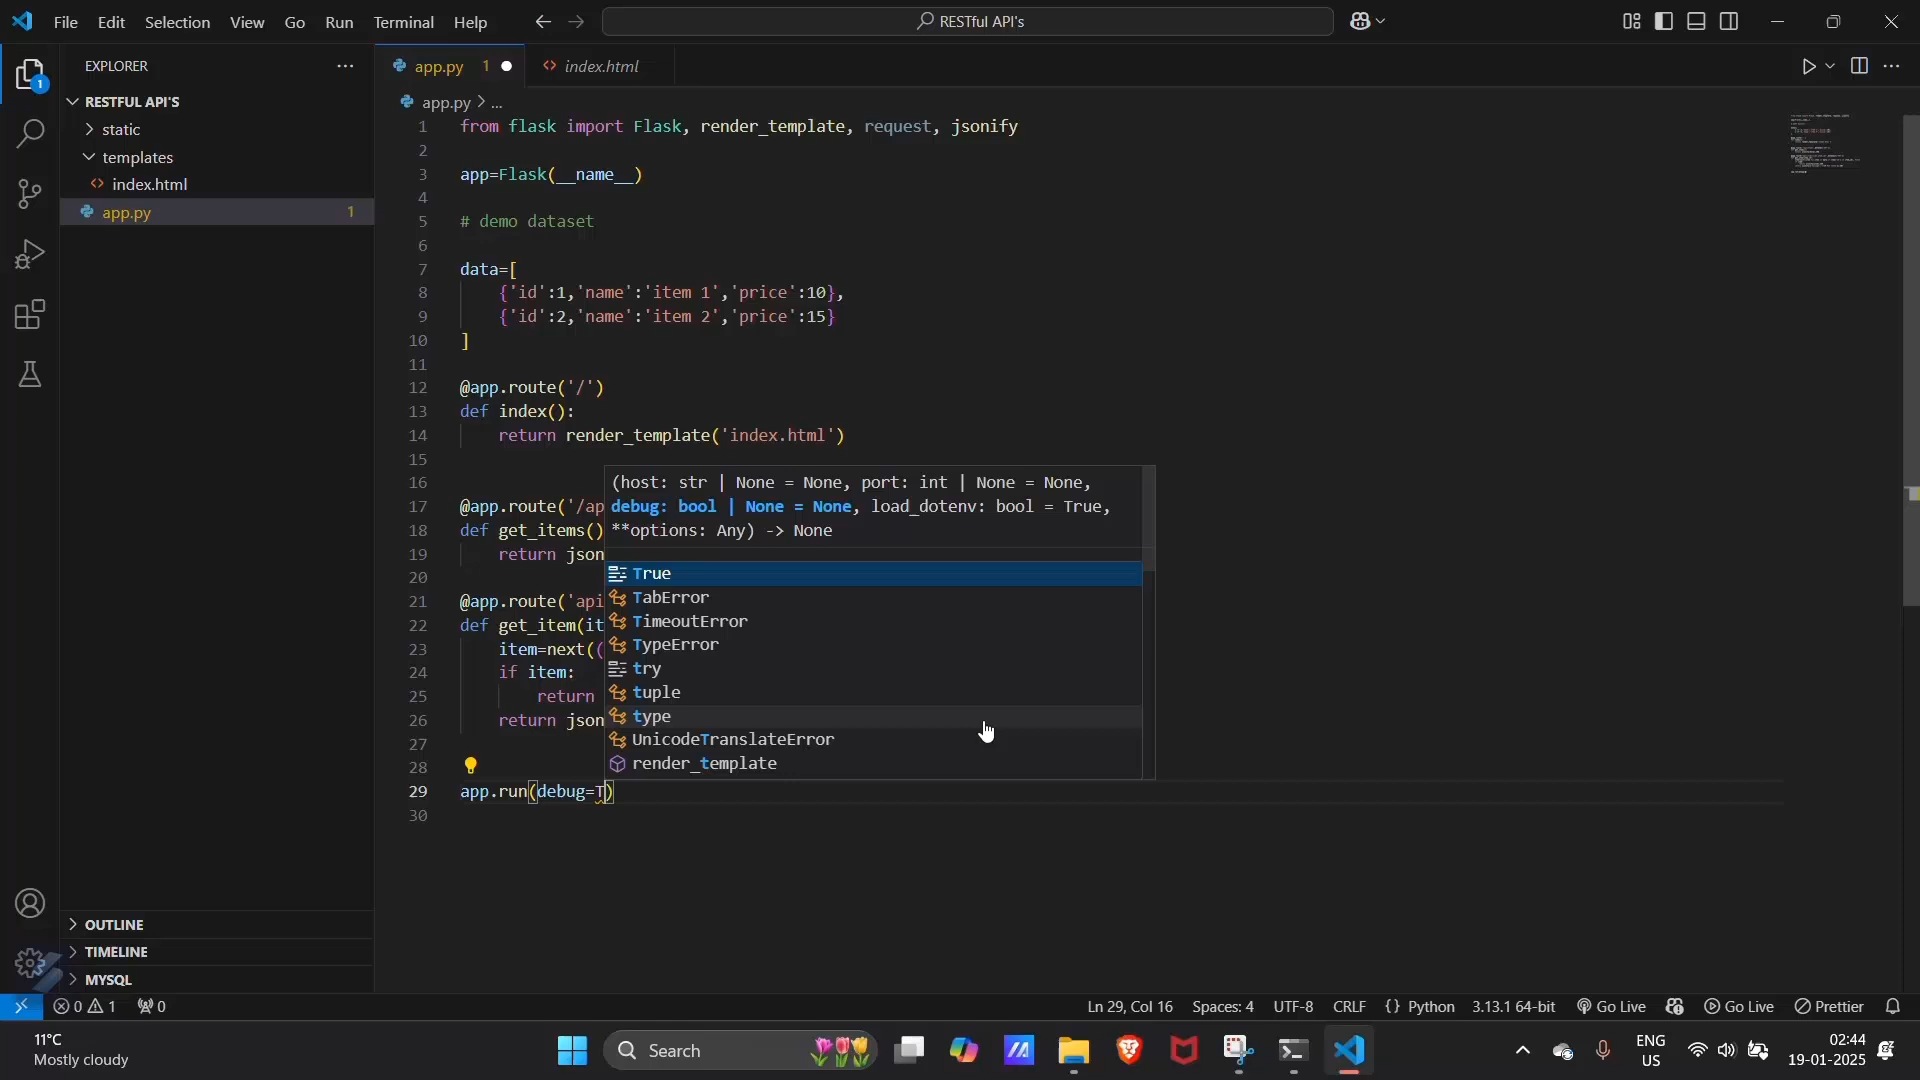 File Edit Selection View Go Run Terminal Help
RESTful API's
EXPLORER
RESTFUL API'S
static
templates
index.html
app.py 1
OUTLINE
TIMELINE
MYSQL
1
app.py 1
index.html
app.py > ...
1 from flask import Flask, render_template, request, jsonify
2
3 app=Flask(__name__)
4
5 # demo dataset
6
7 data=[
8 {'id':1,'name':'item 1','price':10},
9 {'id':2,'name':'item 2','price':15}
10 ]
11
12 @app.route('/')
13 def index():
14 return render_template('index.html')
15
16
17 @app.route('/ap
18 def get_items()
19 return json
20
21 @app.route('api
22 def get_item(it
23 item=next((
24 if item:
25 return
26 return json
27
28
29 app.run(debug=T)
30
(host: str | None = None, port: int | None = None,
debug: bool | None = None, load_dotenv: bool = True,
**options: Any) -> None
True
TabError
TimeoutError
TypeError
try
tuple
type
UnicodeTranslateError
render_template
0 1 0
Ln 29, Col 16 Spaces: 4 UTF-8 CRLF {} Python 3.13.1 64-bit Go Live Go Live Prettier
11°C
Mostly cloudy
Search
ENG
US
02:44
19-01-2025